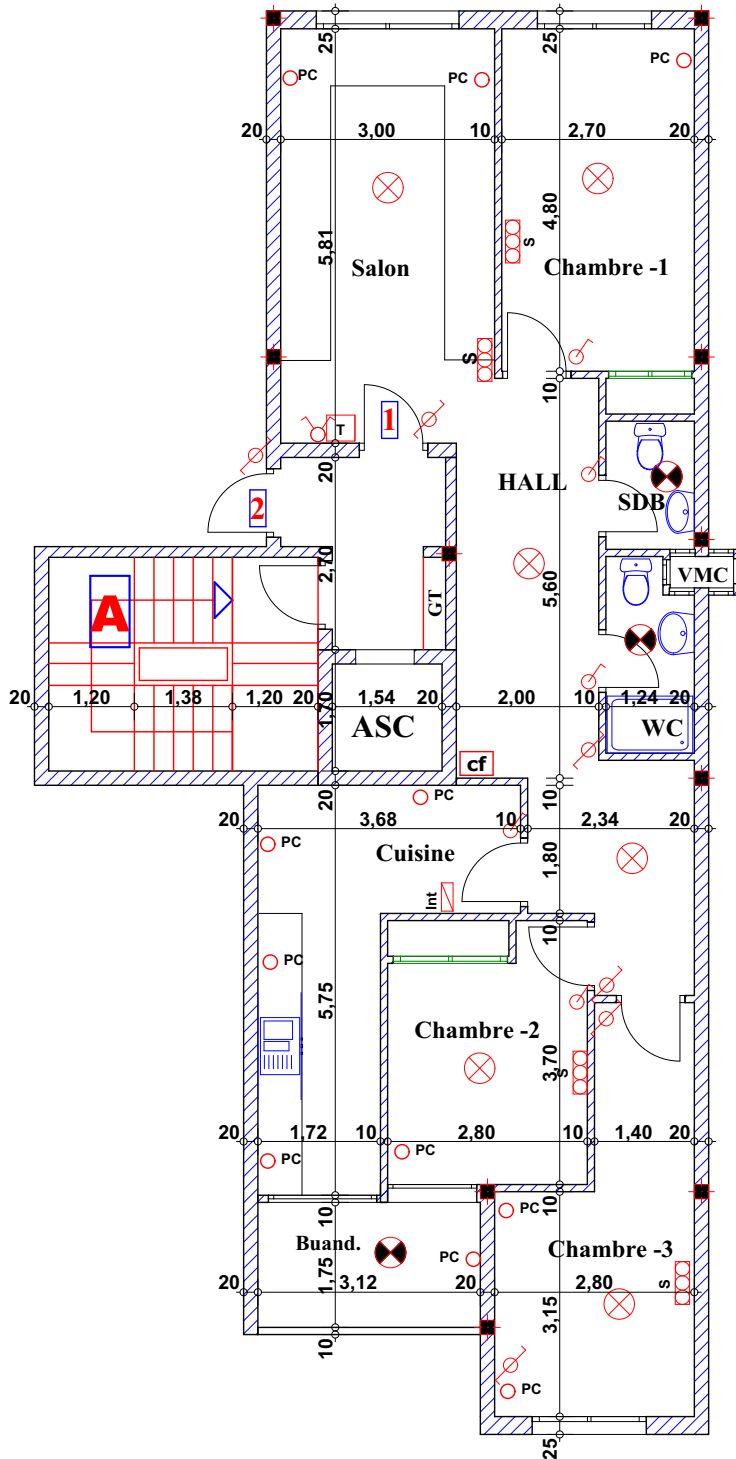 25
25
PC
PC
PC
20
3,00
10
2,70
20
5,81
4,80
S
Salon
Chambre -1
S
10
T
1
20
HALL
SDB
2
2,70
5,60
VMC
A
GT
20
1,20
1,38
1,20
20
1,70
1,54
20
2,00
10
1,24
20
ASC
WC
cf
20
10
PC
20
3,68
10
2,34
20
PC
Cuisine
1,80
Int
10
PC
5,75
Chambre -2
3,70
S
20
1,72
10
2,80
10
1,40
20
PC
PC
10
10
PC
Buand.
Chambre -3
PC
1,75
S
20
3,12
20
2,80
20
3,15
10
PC
25